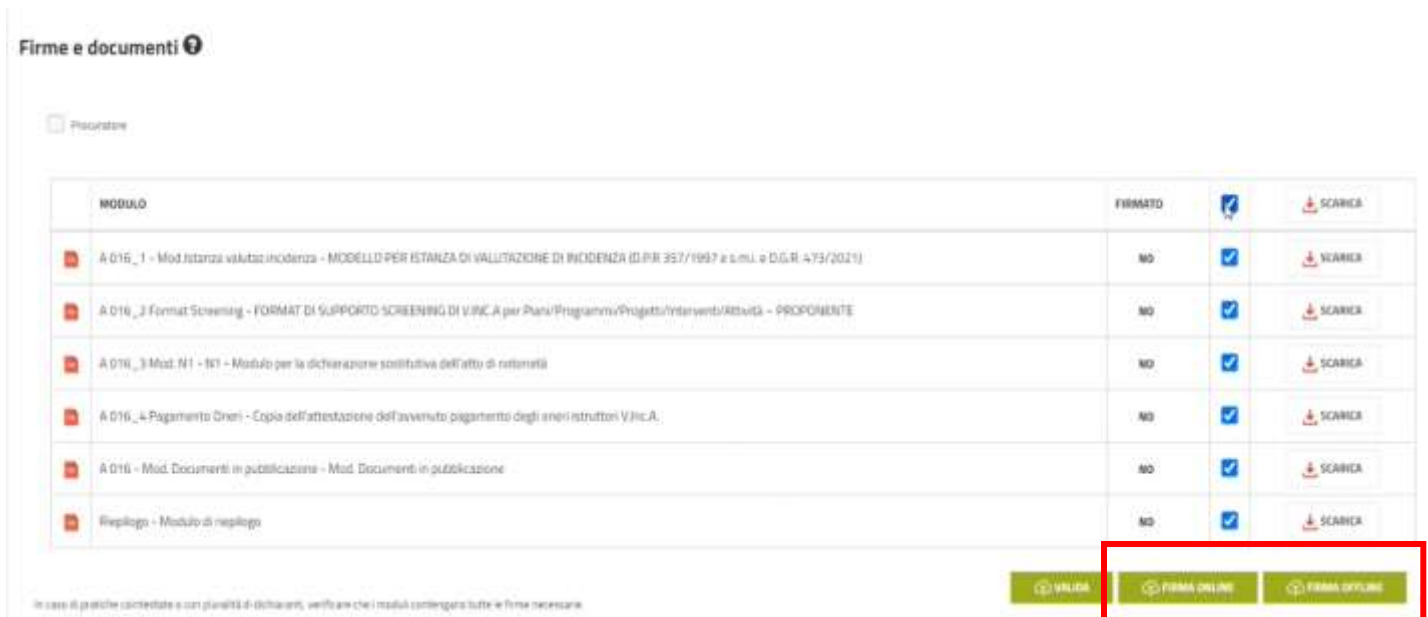 Firme e documenti ?
Procuratore
MODULO FIRMATO SCARICA
A 016_1 - Mod.Istanza valutaz.incidenza - MODELLO PER ISTANZA DI VALUTAZIONE DI INCIDENZA (D.P.R. 357/1997 e s.m.i. e D.G.R. 473/2021) NO SCARICA
A 016_2 Format Screening - FORMAT DI SUPPORTO SCREENING DI V.INC.A per Piani/Programmi/Progetti/Interventi/Attività - PROPONENTE NO SCARICA
A 016_3 Mod. N1 - N1 - Modulo per la dichiarazione sostitutiva dell'atto di notorietà NO SCARICA
A 016_4 Pagamento Oneri - Copia dell'attestazione dell'avvenuto pagamento degli oneri istruttori V.Inc.A. NO SCARICA
A 016 - Mod. Documenti in pubblicazione - Mod. Documenti in pubblicazione NO SCARICA
Riepilogo - Modulo di riepilogo NO SCARICA
VALIDA FIRMA ONLINE FIRMA OFFLINE
In caso di pratiche cointestate o con pluralità di dichiaranti, verificare che i moduli contengano tutte le firme necessarie.